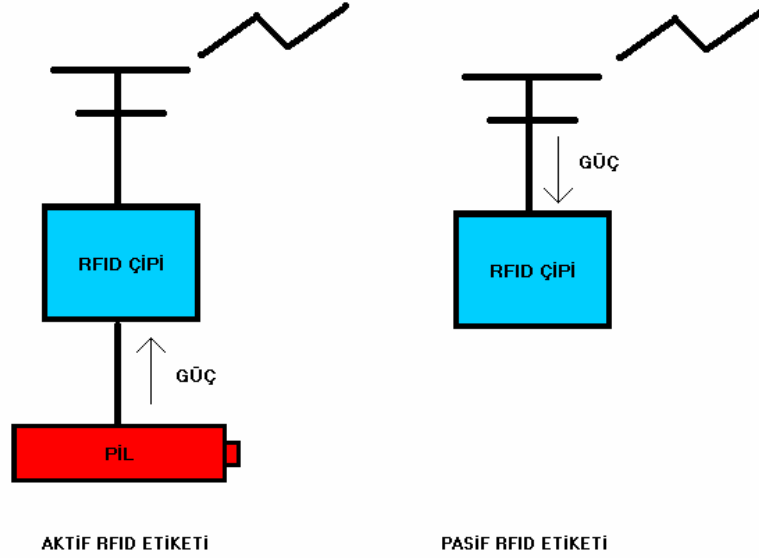 GÜÇ
RFID ÇİPİ
RFID ÇİPİ
GÜÇ
PİL
AKTİF RFID ETİKETİ
PASİF RFID ETİKETİ